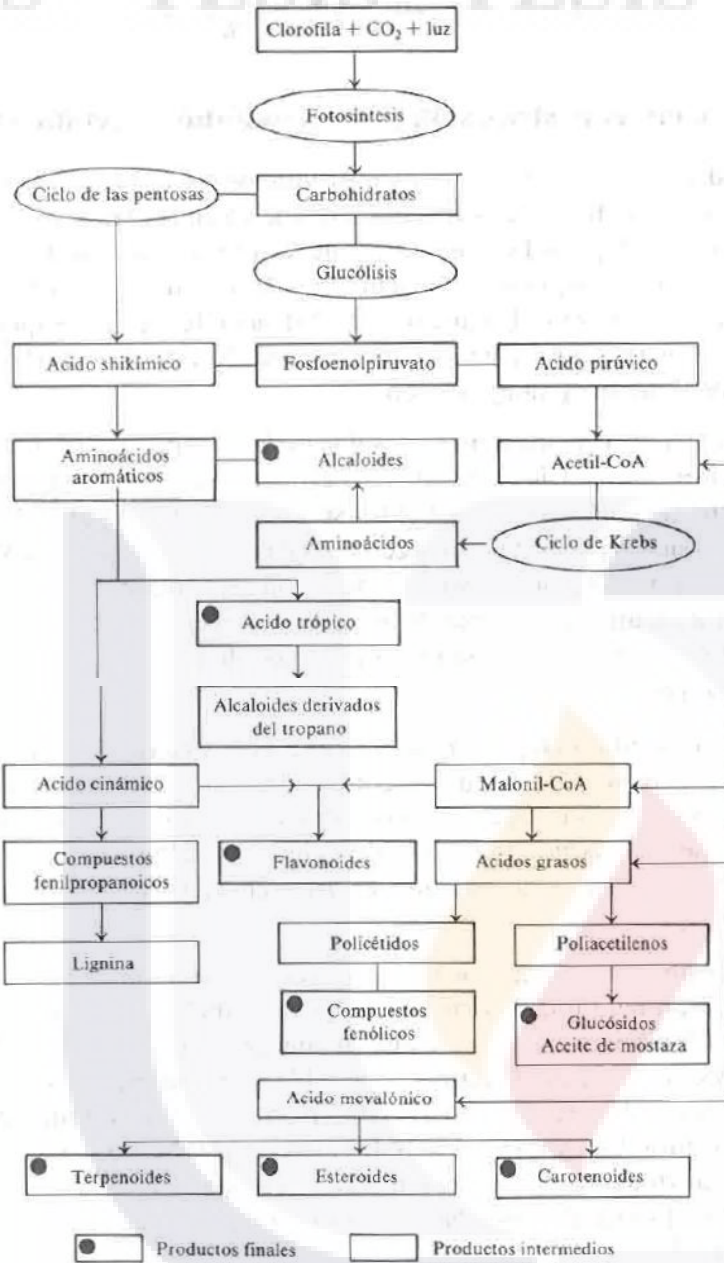 Clorofila + CO₂ + luz
Fotosíntesis
Ciclo de las pentosas
Carbohidratos
Glucólisis
Acido shikímico
Fosfoenolpiruvato
Acido pirúvico
Aminoácidos
aromáticos
Alcaloides
Acetil-CoA
Aminoácidos
Ciclo de Krebs
Acido trópico
Alcaloides derivados
del tropano
Acido cinámico
Malonil-CoA
Compuestos
fenilpropanoicos
Flavonoides
Acidos grasos
Lignina
Policétidos
Poliacetilenos
Compuestos
fenólicos
Glucósidos
Aceite de mostaza
Acido mevalónico
Terpenoides
Esteroides
Carotenoides
Productos finales
Productos intermedios